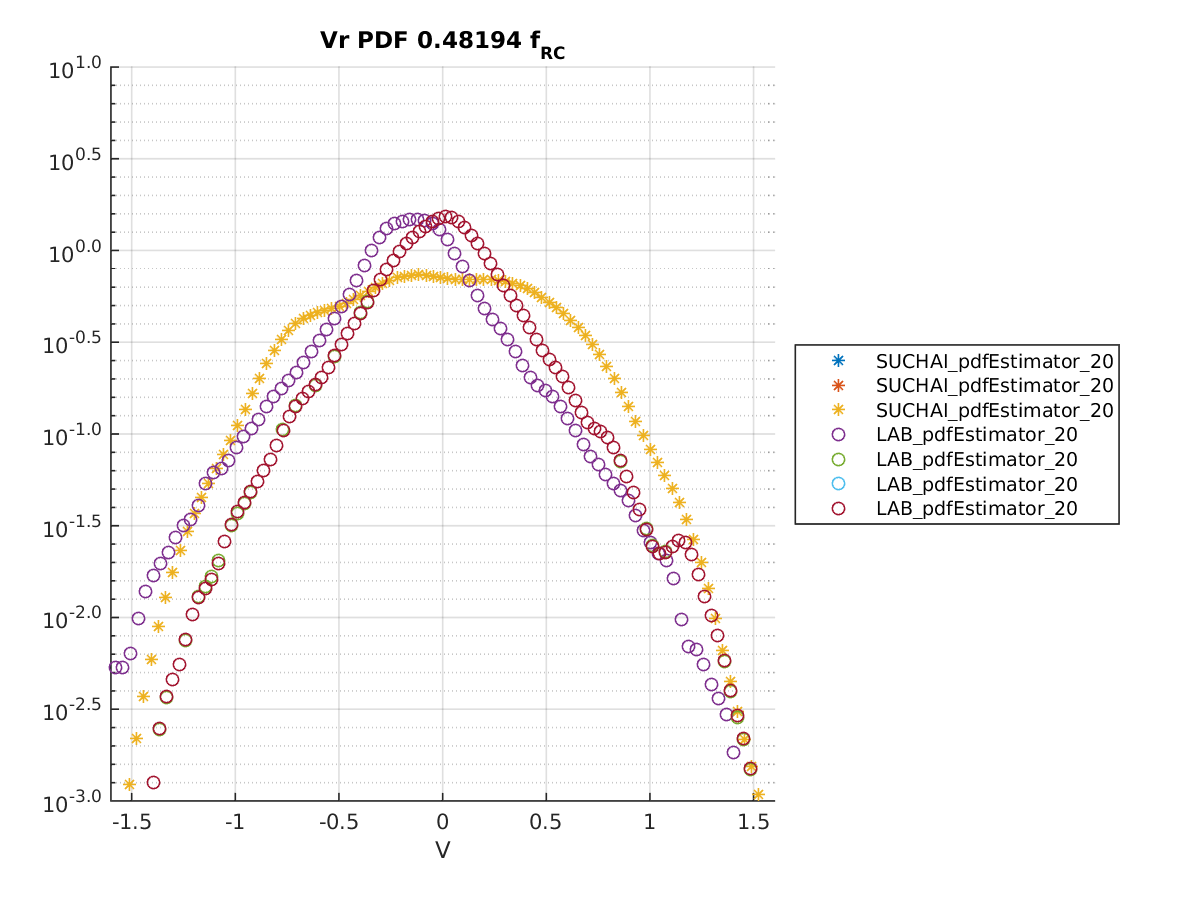 Vr PDF 0.48194 f_RC
10^1.0
10^0.5
10^0.0
10^-0.5
10^-1.0
10^-1.5
10^-2.0
10^-2.5
10^-3.0
-1.5 -1 -0.5 0 0.5 1 1.5
V
SUCHAI_pdfEstimator_20
SUCHAI_pdfEstimator_20
SUCHAI_pdfEstimator_20
LAB_pdfEstimator_20
LAB_pdfEstimator_20
LAB_pdfEstimator_20
LAB_pdfEstimator_20